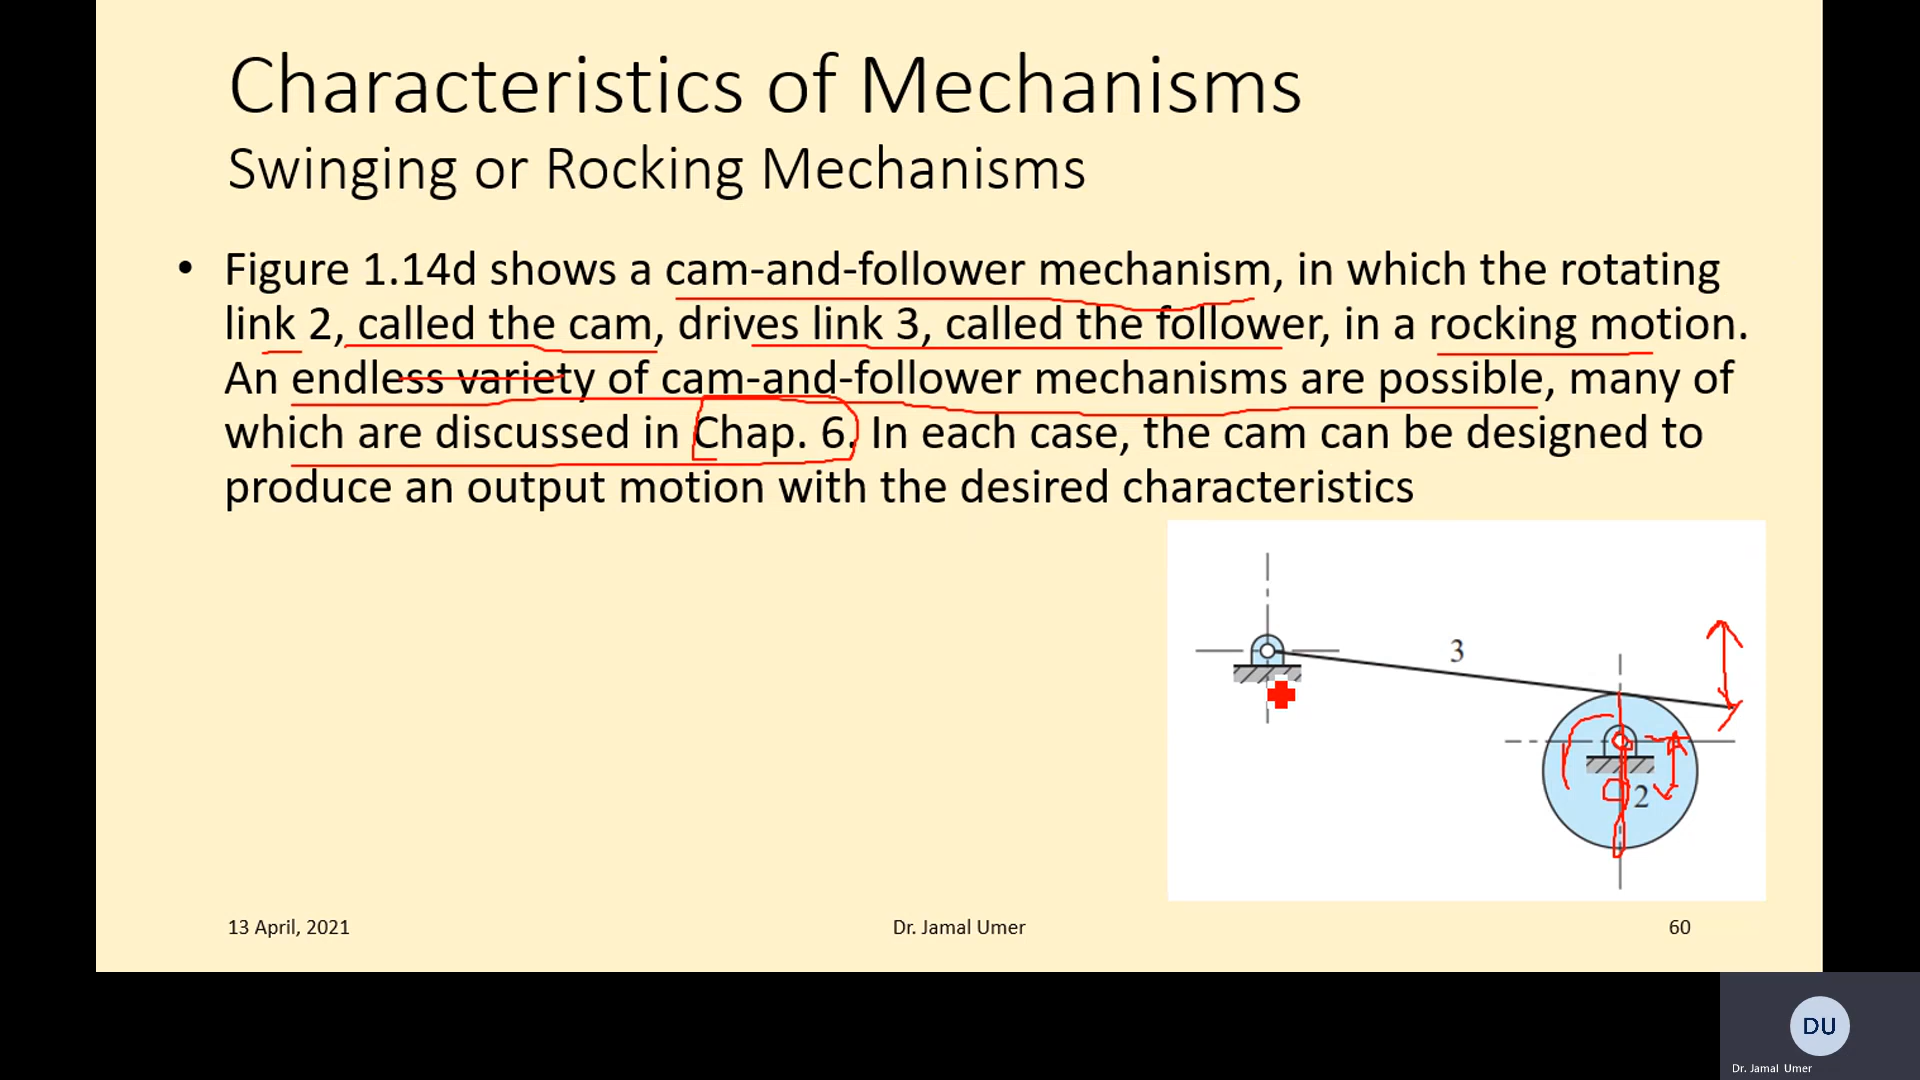 Characteristics of Mechanisms
Swinging or Rocking Mechanisms
• Figure 1.14d shows a cam-and-follower mechanism, in which the rotating
link 2, called the cam, drives link 3, called the follower, in a rocking motion.
An endless variety of cam-and-follower mechanisms are possible, many of
which are discussed in Chap. 6. In each case, the cam can be designed to
produce an output motion with the desired characteristics
3
2
13 April, 2021
Dr. Jamal Umer
60
DU
Dr. Jamal Umer